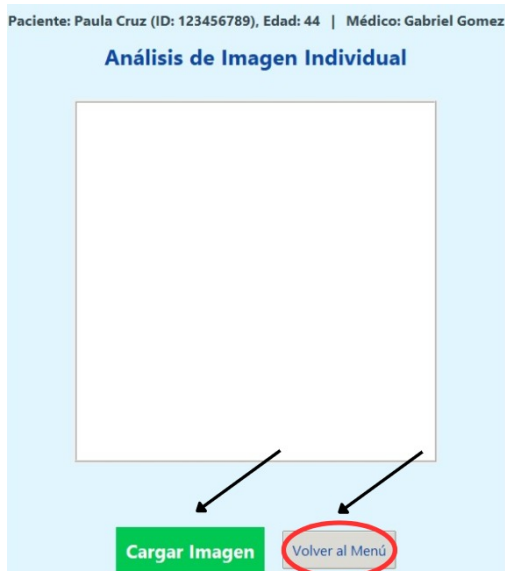 Paciente: Paula Cruz (ID: 123456789), Edad: 44 | Médico: Gabriel Gomez
Análisis de Imagen Individual
Cargar Imagen
Volver al Menú